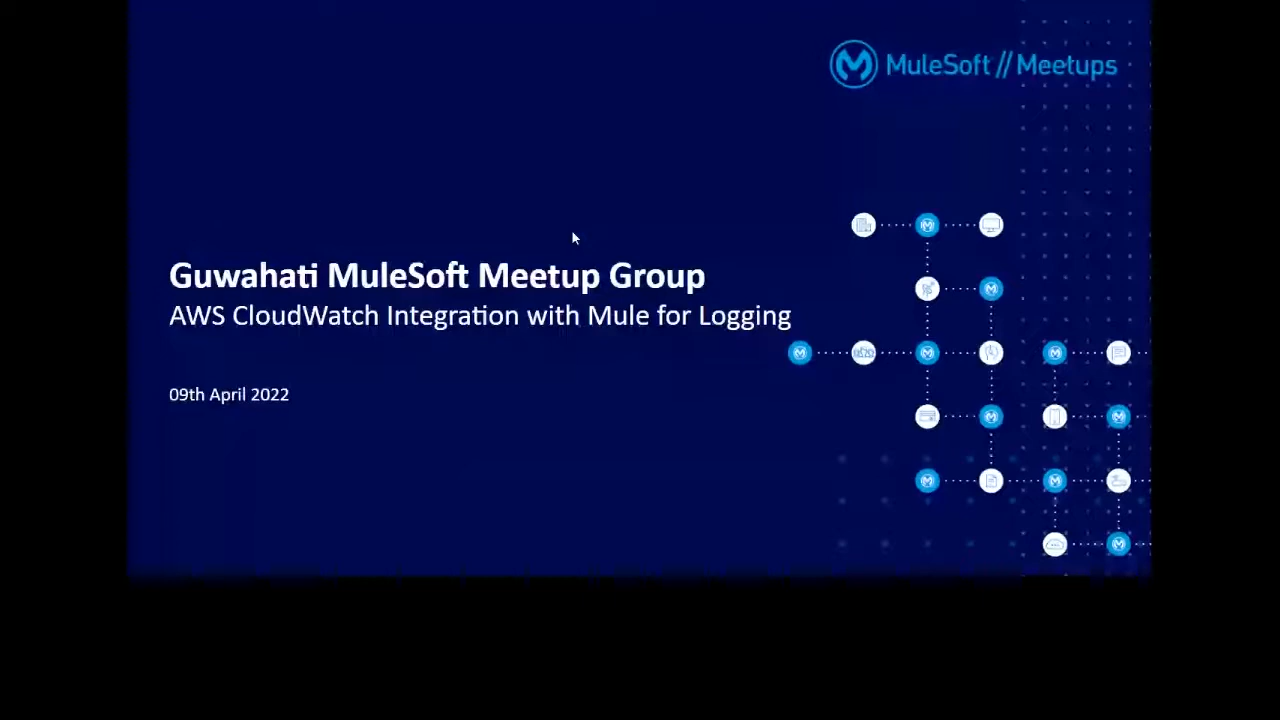 MuleSoft // Meetups
Guwahati MuleSoft Meetup Group
AWS CloudWatch Integration with Mule for Logging
09th April 2022